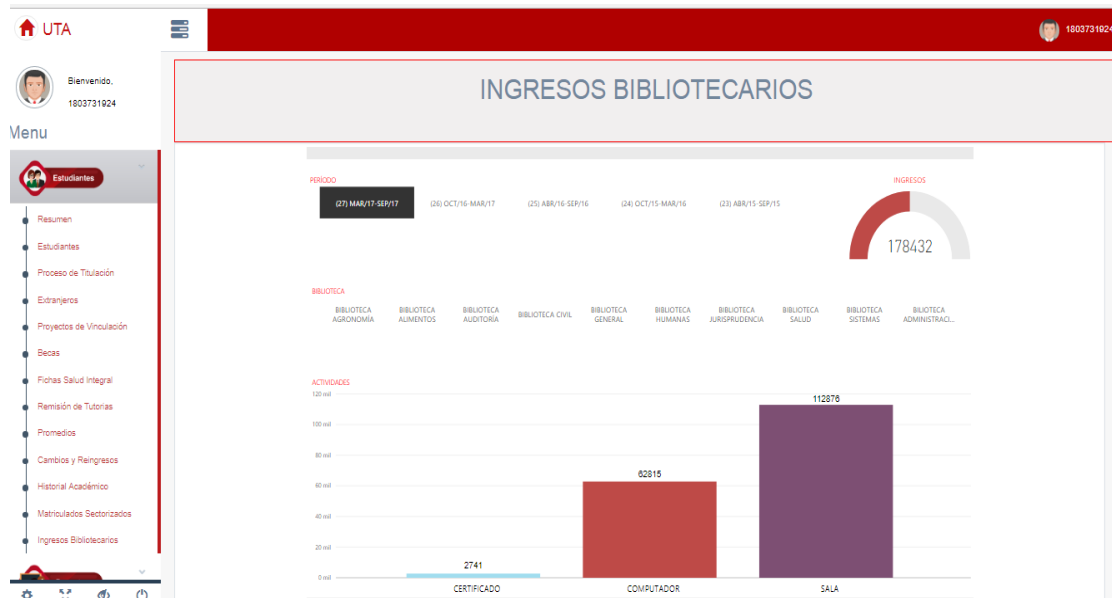 UTA
1803731924
Bienvenido,
1803731924
Menu
Estudiantes
Resumen
Estudiantes
Proceso de Titulación
Extranjeros
Proyectos de Vinculación
Becas
Fichas Salud Integral
Remisión de Tutorias
Promedios
Cambios y Reingresos
Historial Académico
Matriculados Sectorizados
Ingresos Bibliotecarios
INGRESOS BIBLIOTECARIOS
PERÍODO
(27) MAR/17-SEP/17
(26) OCT/16-MAR/17
(25) ABR/16-SEP/16
(24) OCT/15-MAR/16
(23) ABR/15-SEP/15
INGRESOS
178432
BIBLIOTECA
BIBLIOTECA
AGRONOMÍA
BIBLIOTECA
ALIMENTOS
BIBLIOTECA
AUDITORÍA
BIBLIOTECA CIVIL
BIBLIOTECA
GENERAL
BIBLIOTECA
HUMANAS
BIBLIOTECA
JURISPRUDENCIA
BIBLIOTECA
SALUD
BIBLIOTECA
SISTEMAS
BILIOTECA
ADMINISTRACI...
ACTIVIDADES
120 mil
100 mil
80 mil
60 mil
40 mil
20 mil
0 mil
2741
62815
112876
CERTIFICADO
COMPUTADOR
SALA